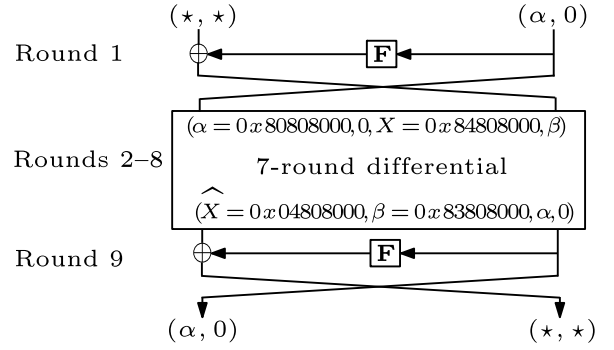 (⋆, ⋆) (α, 0)
Round 1 F
(α = 0x80808000, 0, X = 0x84808000, β)
Rounds 2–8 7-round differential
(X̂ = 0x04808000, β = 0x83808000, α, 0)
Round 9 F
(α, 0) (⋆, ⋆)